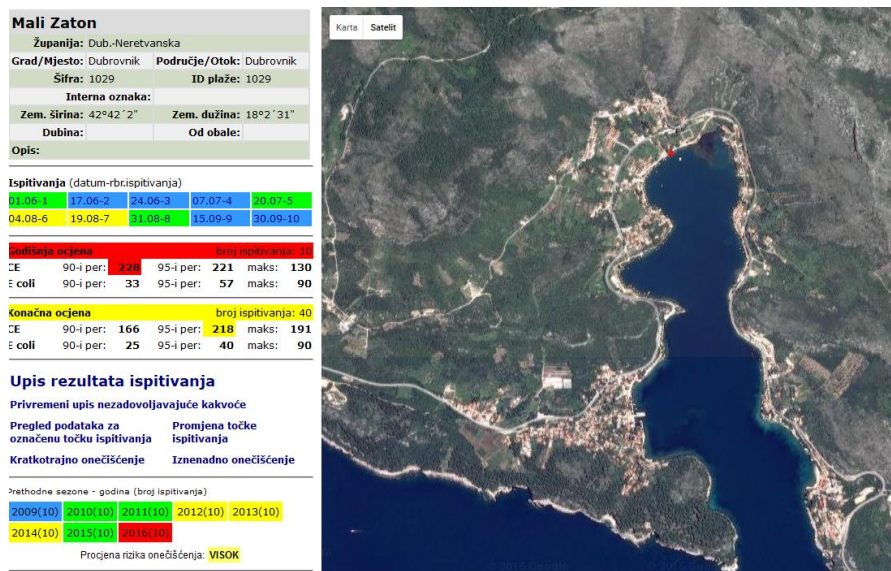 Mali Zaton
Županija: Dub.-Neretvanska
Grad/Mjesto: Dubrovnik Područje/Otok: Dubrovnik
Šifra: 1029 ID plaže: 1029
Interna oznaka:
Zem. širina: 42°42´2" Zem. dužina: 18°2´31"
Dubina: Od obale:
Opis:
Ispitivanja (datum-rbr.ispitivanja)
01.06-1 17.06-2 24.06-3 07.07-4 20.07-5
04.08-6 19.08-7 31.08-8 15.09-9 30.09-10
Godišnja ocjena broj ispitivanja: 10
CE 90-i per: 228 95-i per: 221 maks: 130
E coli 90-i per: 33 95-i per: 57 maks: 90
Konačna ocjena broj ispitivanja: 40
CE 90-i per: 166 95-i per: 218 maks: 191
E coli 90-i per: 25 95-i per: 40 maks: 90
Upis rezultata ispitivanja
Privremeni upis nezadovoljavajuće kakvoće
Pregled podataka za označenu točku ispitivanja
Promjena točke ispitivanja
Kratkotrajno onečišćenje Iznenadno onečišćenje
Prethodne sezone - godina (broj ispitivanja)
2009(10) 2010(10) 2011(10) 2012(10) 2013(10)
2014(10) 2015(10) 2016(10)
Procjena rizika onečišćenja: VISOK
Karta Satelit